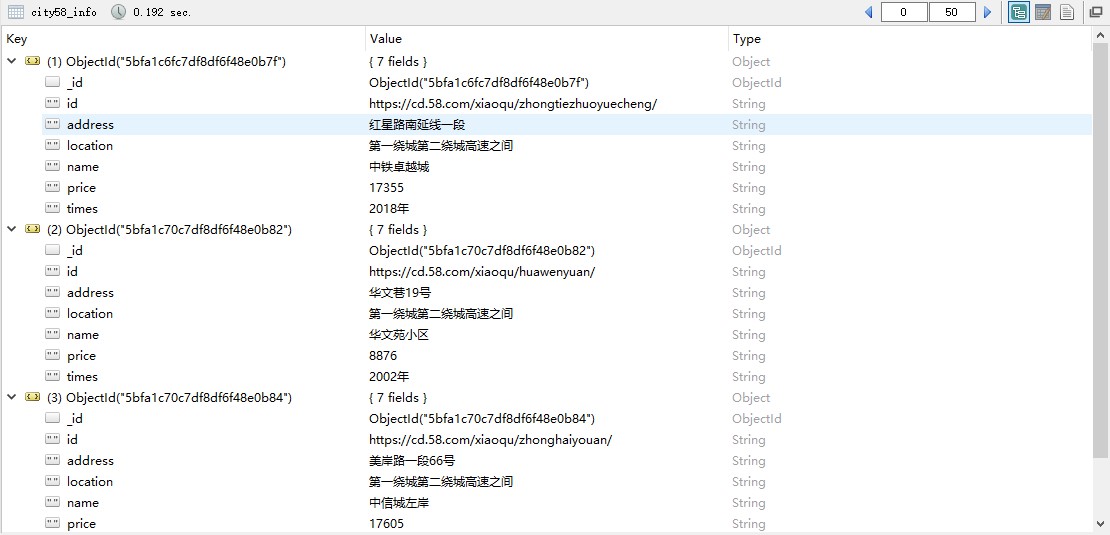 city58_info 0.192 sec. 0 50
Key Value Type
(1) ObjectId("5bfa1c6fc7df8df6f48e0b7f") { 7 fields } Object
_id ObjectId("5bfa1c6fc7df8df6f48e0b7f") ObjectId
id https://cd.58.com/xiaoqu/zhongtiezhuoyuecheng/ String
address 红星路南延线一段 String
location 第一绕城第二绕城高速之间 String
name 中铁卓越城 String
price 17355 String
times 2018年 String
(2) ObjectId("5bfa1c70c7df8df6f48e0b82") { 7 fields } Object
_id ObjectId("5bfa1c70c7df8df6f48e0b82") ObjectId
id https://cd.58.com/xiaoqu/huawenyuan/ String
address 华文巷19号 String
location 第一绕城第二绕城高速之间 String
name 华文苑小区 String
price 8876 String
times 2002年 String
(3) ObjectId("5bfa1c70c7df8df6f48e0b84") { 7 fields } Object
_id ObjectId("5bfa1c70c7df8df6f48e0b84") ObjectId
id https://cd.58.com/xiaoqu/zhonghaiyouan/ String
address 美岸路一段66号 String
location 第一绕城第二绕城高速之间 String
name 中信城左岸 String
price 17605 String